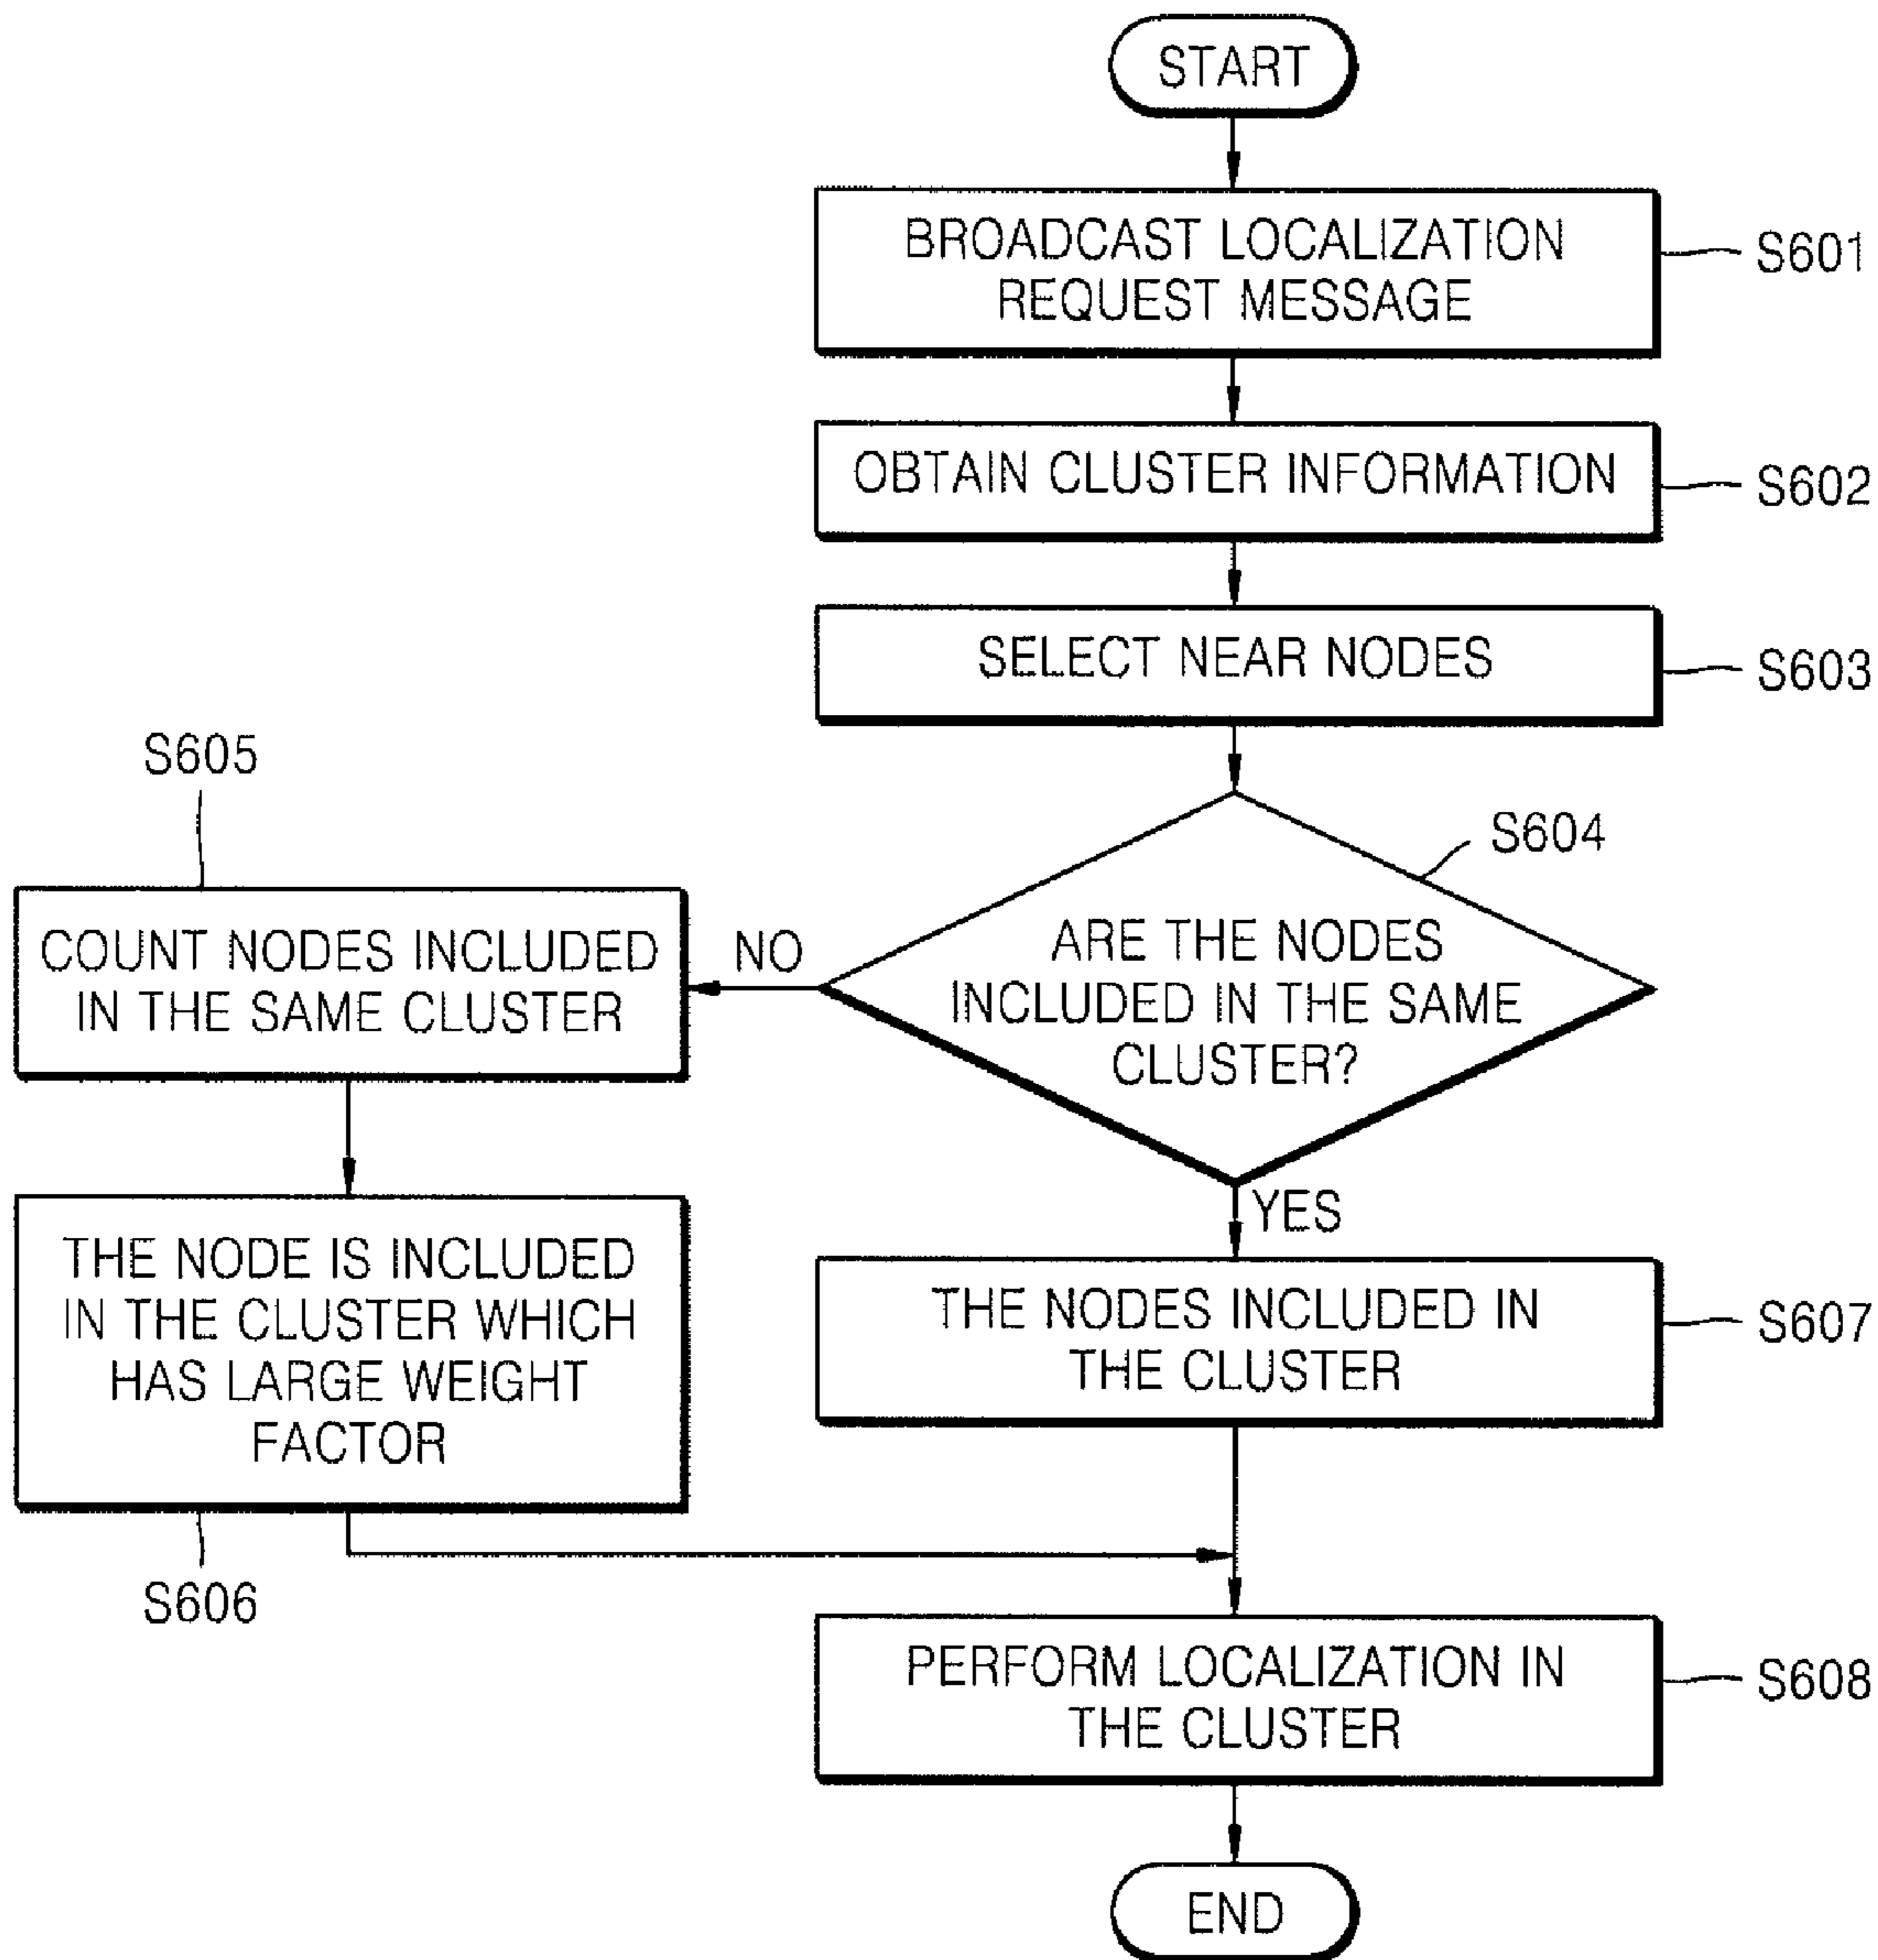 START
BROADCAST LOCALIZATION
REQUEST MESSAGE
S601
OBTAIN CLUSTER INFORMATION
S602
SELECT NEAR NODES
S603
S604
ARE THE NODES
INCLUDED IN THE SAME
CLUSTER?
NO
S605
COUNT NODES INCLUDED
IN THE SAME CLUSTER
THE NODE IS INCLUDED
IN THE CLUSTER WHICH
HAS LARGE WEIGHT
FACTOR
S606
YES
THE NODES INCLUDED IN
THE CLUSTER
S607
PERFORM LOCALIZATION IN
THE CLUSTER
S608
END